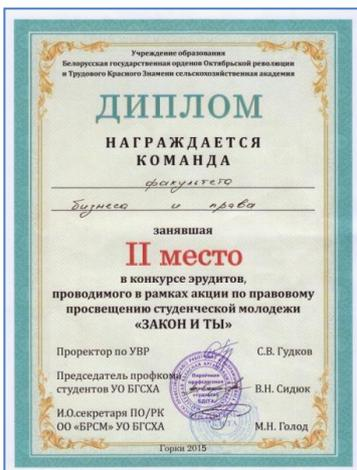 Учреждение образования
Белорусская государственная орденов Октябрьской революции
и Трудового Красного Знамени сельскохозяйственная академия
ДИПЛОМ
НАГРАЖДАЕТСЯ
КОМАНДА
факультета
бизнеса и права
занявшая
II место
в конкурсе эрудитов,
проводимого в рамках акции по правовому
просвещению студенческой молодежи
«ЗАКОН И ТЫ»
Проректор по УВР С.В. Гудков
Председатель профкома
студентов УО БГСХА В.Н. Сидюк
И.О.секретаря ПО/РК
ОО «БРСМ» УО БГСХА М.Н. Голод
Горки 2015